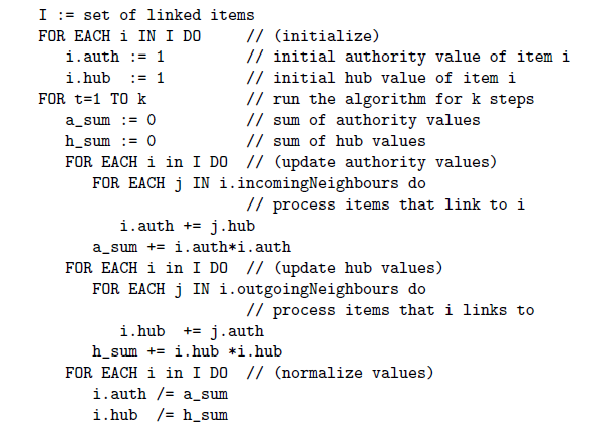 I := set of linked items
FOR EACH i IN I DO // (initialize)
i.auth := 1 // initial authority value of item i
i.hub := 1 // initial hub value of item i
FOR t=1 TO k // run the algorithm for k steps
a_sum := 0 // sum of authority values
h_sum := 0 // sum of hub values
FOR EACH i in I DO // (update authority values)
FOR EACH j IN i.incomingNeighbours do
// process items that link to i
i.auth += j.hub
a_sum += i.auth*i.auth
FOR EACH i in I DO // (update hub values)
FOR EACH j IN i.outgoingNeighbours do
// process items that i links to
i.hub += j.auth
h_sum += i.hub *i.hub
FOR EACH i in I DO // (normalize values)
i.auth /= a_sum
i.hub /= h_sum